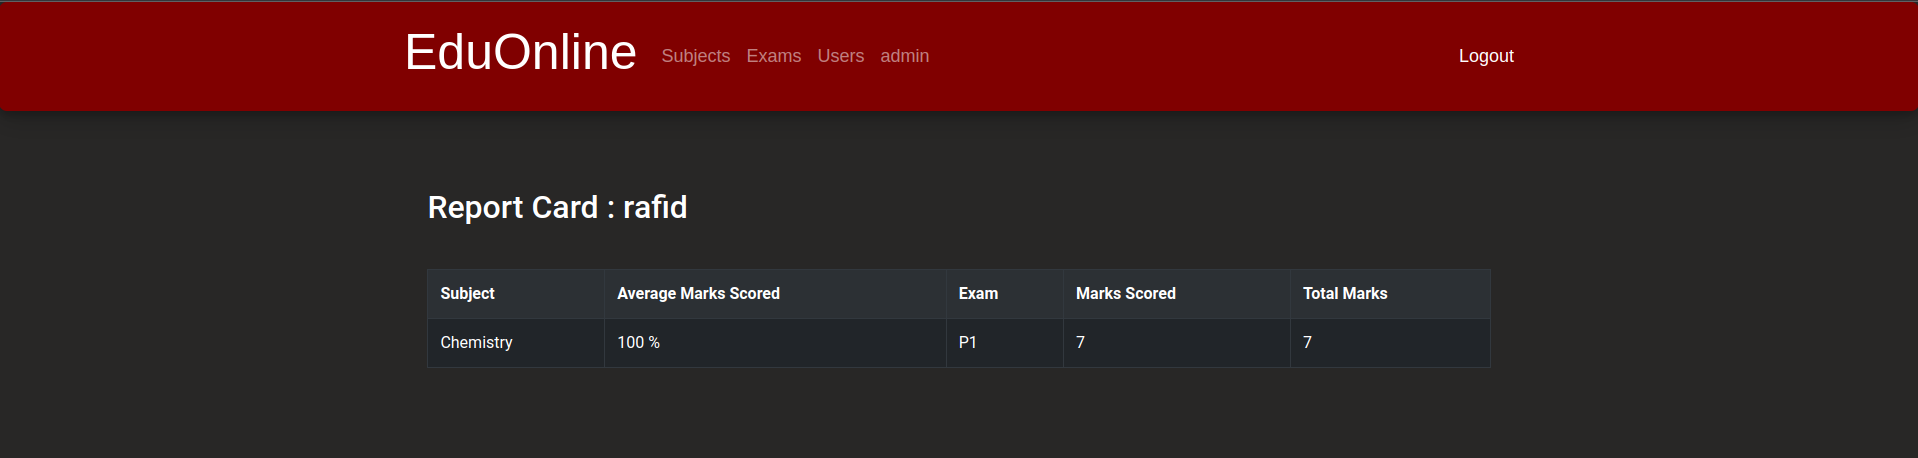 EduOnline Subjects Exams Users admin Logout
Report Card : rafid
Subject Average Marks Scored Exam Marks Scored Total Marks
Chemistry 100 % P1 7 7